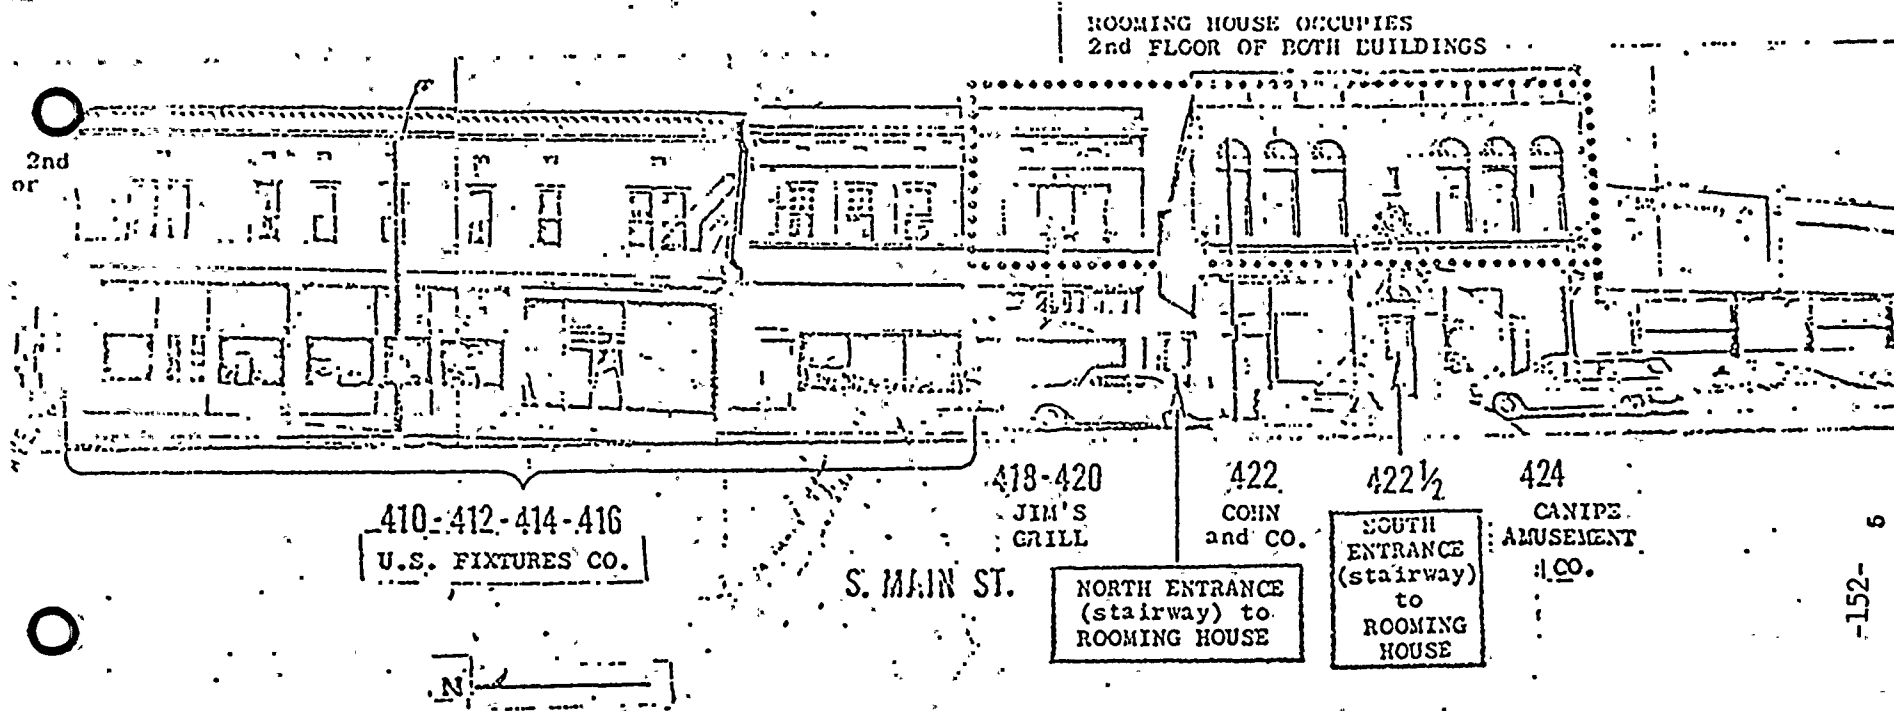 ROOMING HOUSE OCCUPIES
2nd FLOOR OF BOTH BUILDINGS
2nd
or
410-412-414-416
U.S. FIXTURES CO.
418-420
JIM'S
GRILL
422
COHN
and CO.
422½
SOUTH
ENTRANCE
(stairway)
to
ROOMING
HOUSE
424
CANIPE
AMUSEMENT
CO.
S. MAIN ST.
NORTH ENTRANCE
(stairway) to
ROOMING HOUSE
N
5
-152-